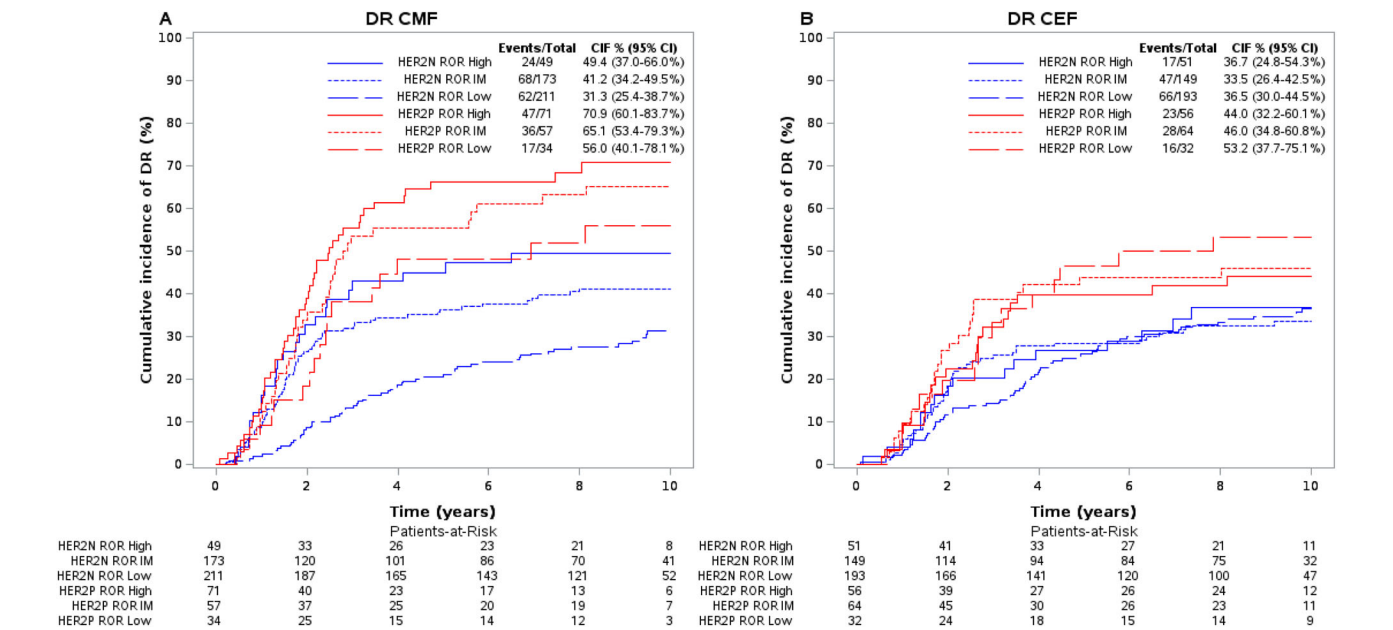 A DR CMF
Cumulative incidence of DR (%)
100
90
80
70
60
50
40
30
20
10
0
Events/Total CIF % (95% CI)
HER2N ROR High 24/49 49.4 (37.0-66.0%)
HER2N ROR IM 68/173 41.2 (34.2-49.5%)
HER2N ROR Low 62/211 31.3 (25.4-38.7%)
HER2P ROR High 47/71 70.9 (60.1-83.7%)
HER2P ROR IM 36/57 65.1 (53.4-79.3%)
HER2P ROR Low 17/34 56.0 (40.1-78.1%)
0 2 4 6 8 10
Time (years)
Patients-at-Risk
HER2N ROR High 49 33 26 23 21 8
HER2N ROR IM 173 120 101 86 70 41
HER2N ROR Low 211 187 165 143 121 52
HER2P ROR High 71 40 23 17 13 6
HER2P ROR IM 57 37 25 20 19 7
HER2P ROR Low 34 25 15 14 12 3
B DR CEF
Cumulative incidence of DR (%)
100
90
80
70
60
50
40
30
20
10
0
Events/Total CIF % (95% CI)
HER2N ROR High 17/51 36.7 (24.8-54.3%)
HER2N ROR IM 47/149 33.5 (26.4-42.5%)
HER2N ROR Low 66/193 36.5 (30.0-44.5%)
HER2P ROR High 23/56 44.0 (32.2-60.1%)
HER2P ROR IM 28/64 46.0 (34.8-60.8%)
HER2P ROR Low 16/32 53.2 (37.7-75.1%)
0 2 4 6 8 10
Time (years)
Patients-at-Risk
HER2N ROR High 51 41 33 27 21 11
HER2N ROR IM 149 114 94 84 75 32
HER2N ROR Low 193 166 141 120 100 47
HER2P ROR High 56 39 27 26 24 12
HER2P ROR IM 64 45 30 26 23 11
HER2P ROR Low 32 24 18 15 14 9